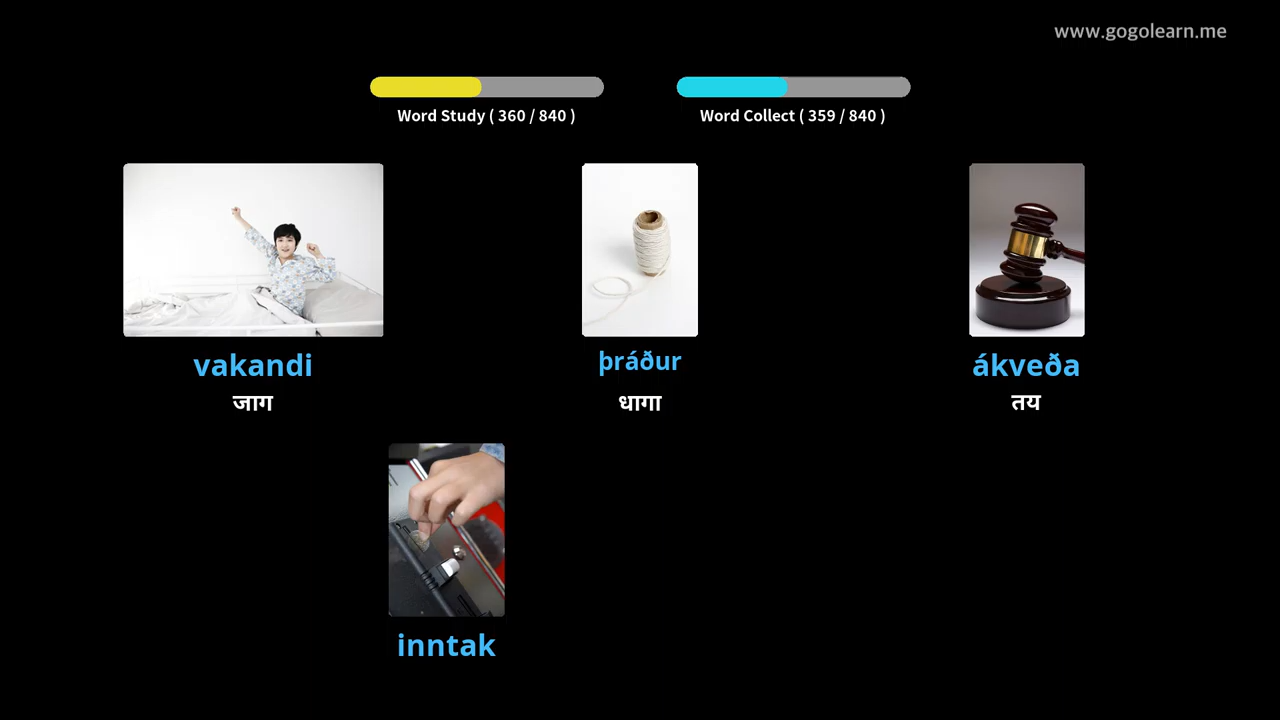 www.gogolearn.me
Word Study ( 360 / 840 )
Word Collect ( 359 / 840 )
vakandi
जाग
þráður
धागा
ákveða
तय
inntak